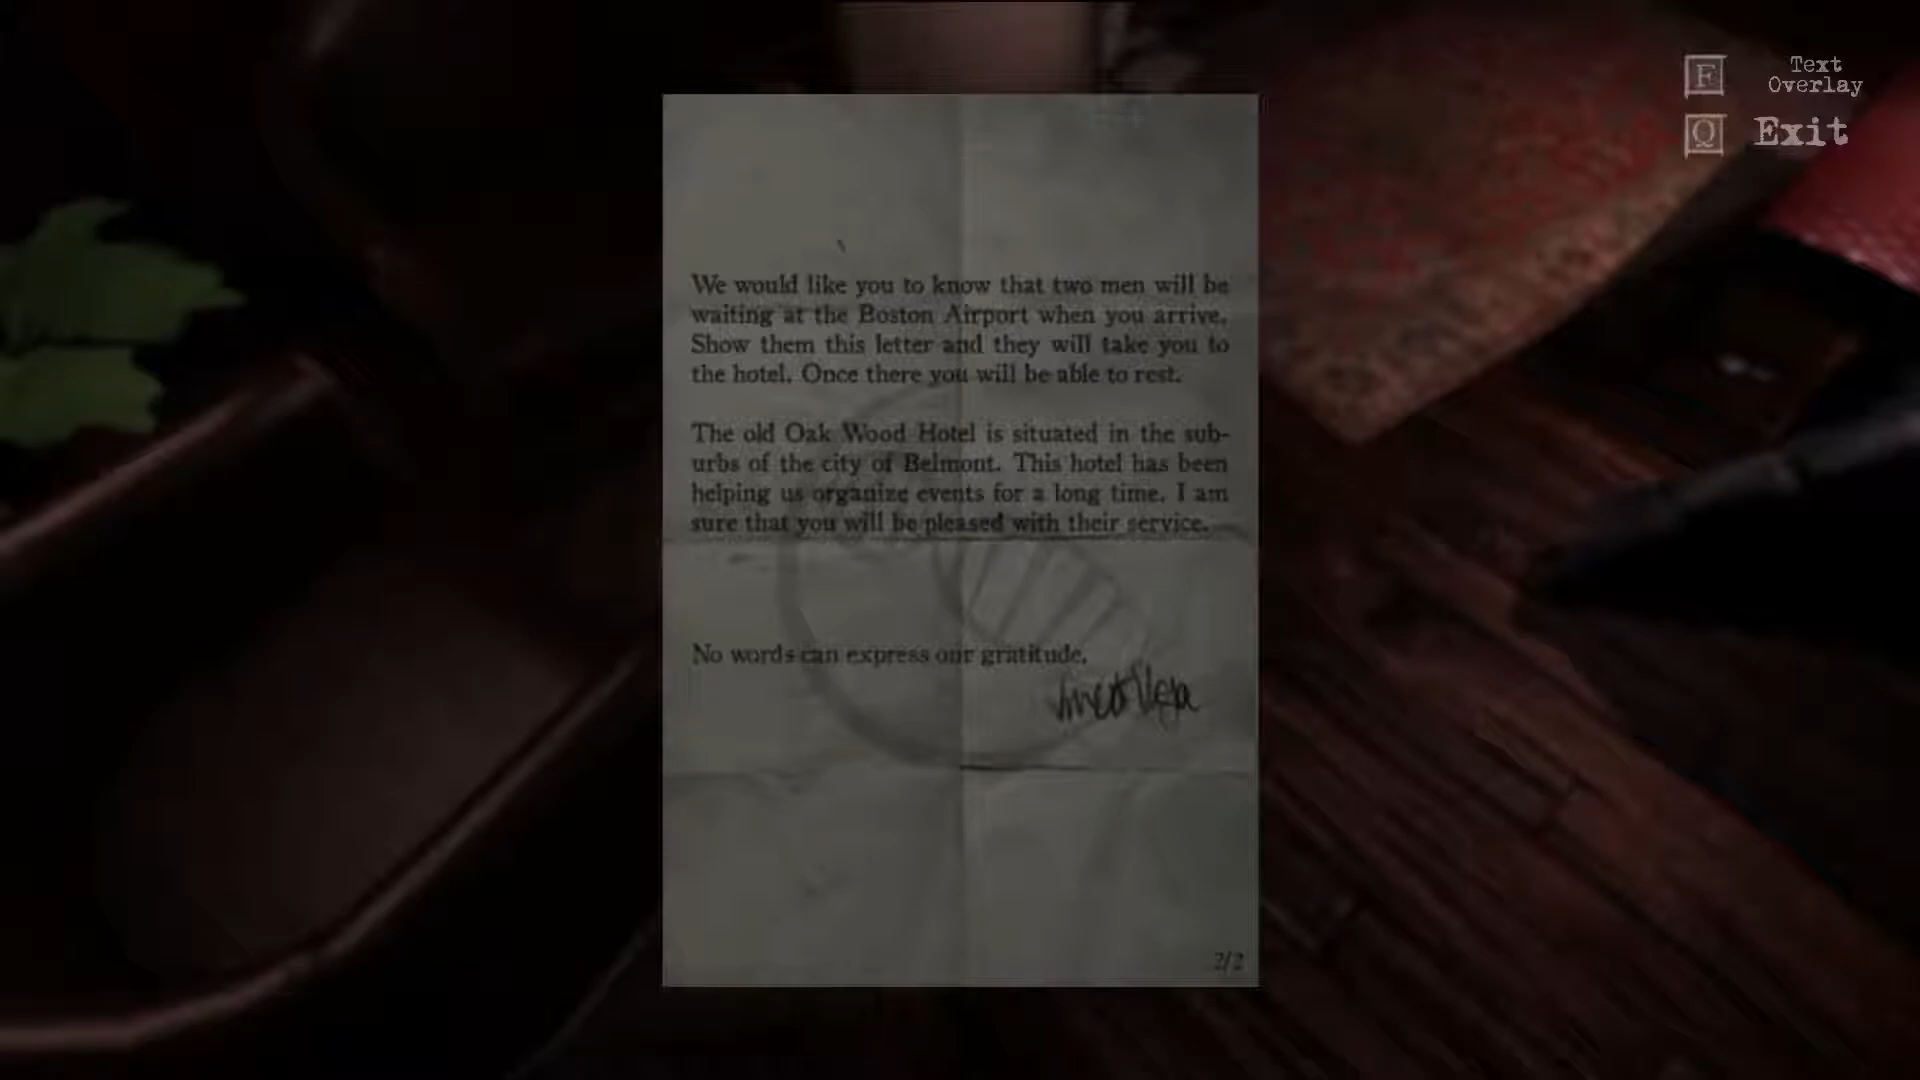 F Text
Overlay
Q Exit
We would like you to know that two men will be
waiting at the Boston Airport when you arrive.
Show them this letter and they will take you to
the hotel. Once there you will be able to rest.
The old Oak Wood Hotel is situated in the sub-
urbs of the city of Belmont. This hotel has been
helping us organize events for a long time. I am
sure that you will be pleased with their service.
No words can express our gratitude.
2/2